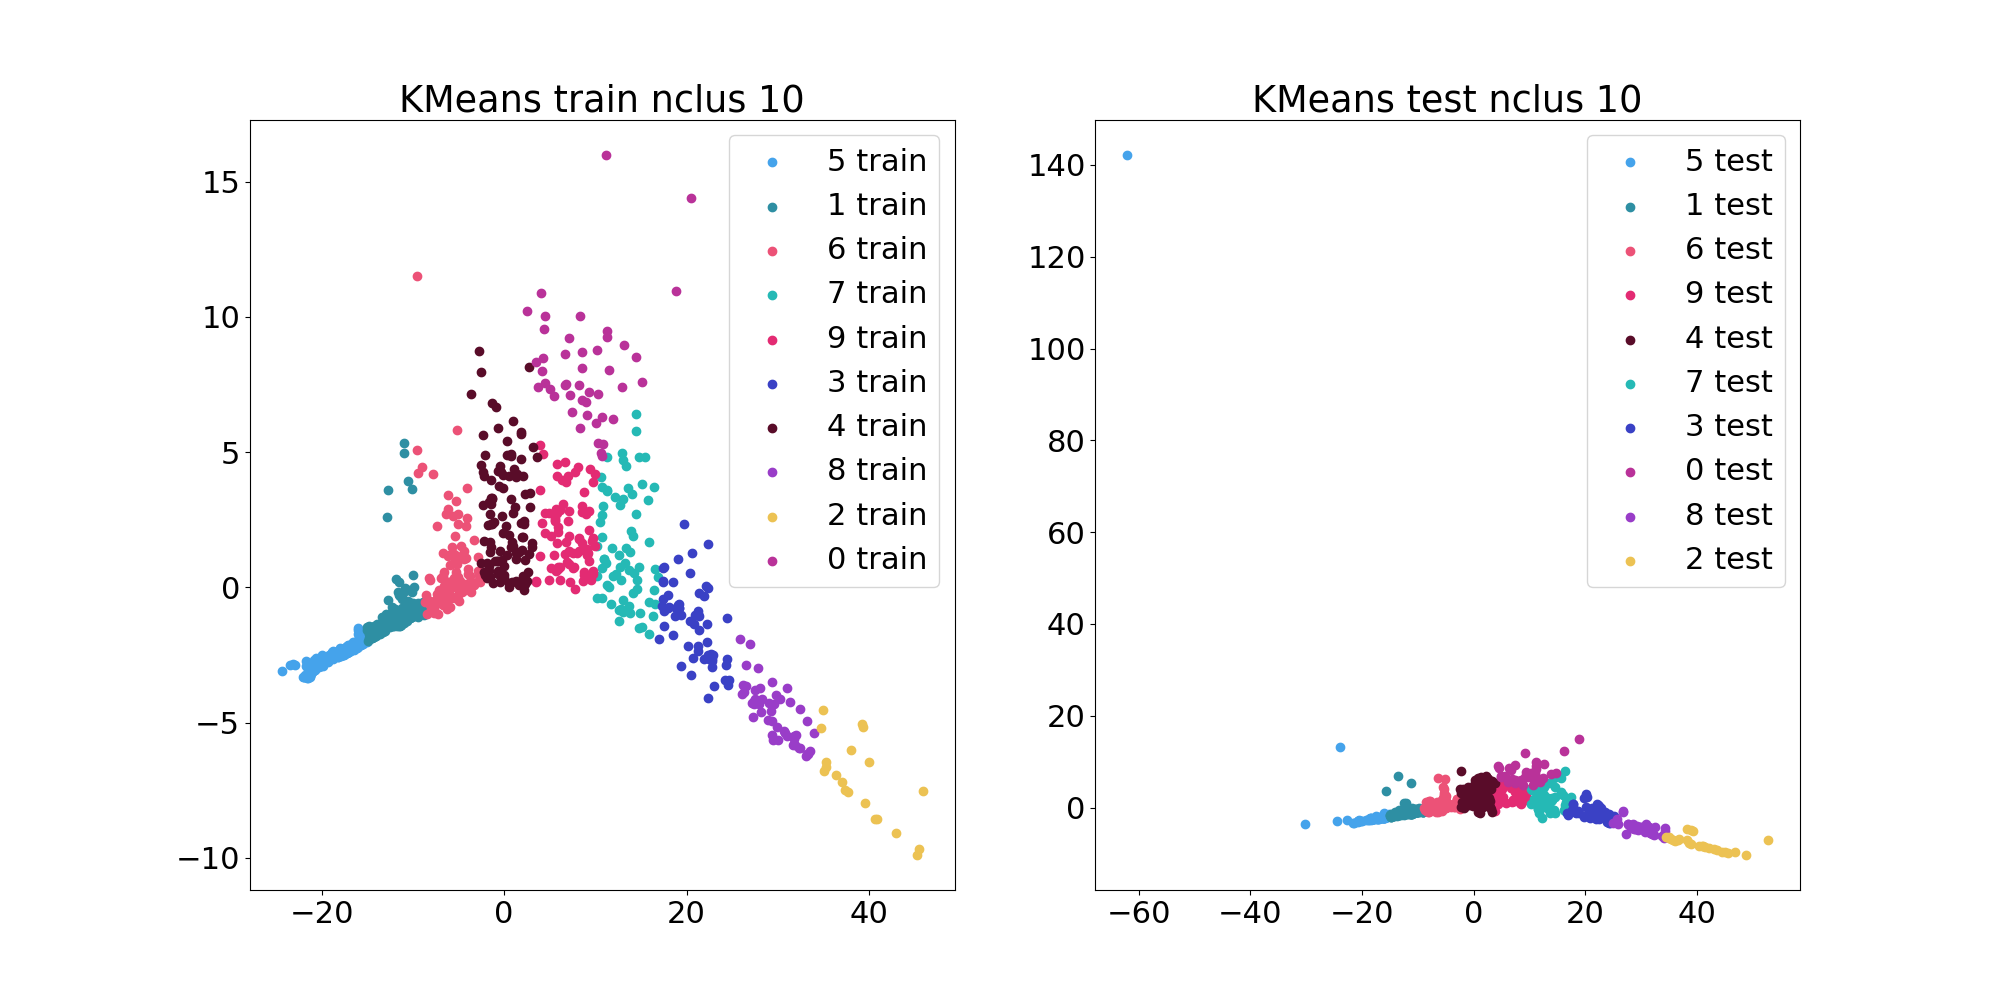 KMeans train nclus 10
15
10
5
0
−5
−10
−20
0
20
40
5 train
1 train
6 train
7 train
9 train
3 train
4 train
8 train
2 train
0 train
KMeans test nclus 10
140
120
100
80
60
40
20
0
−60
−40
−20
0
20
40
5 test
1 test
6 test
9 test
4 test
7 test
3 test
0 test
8 test
2 test